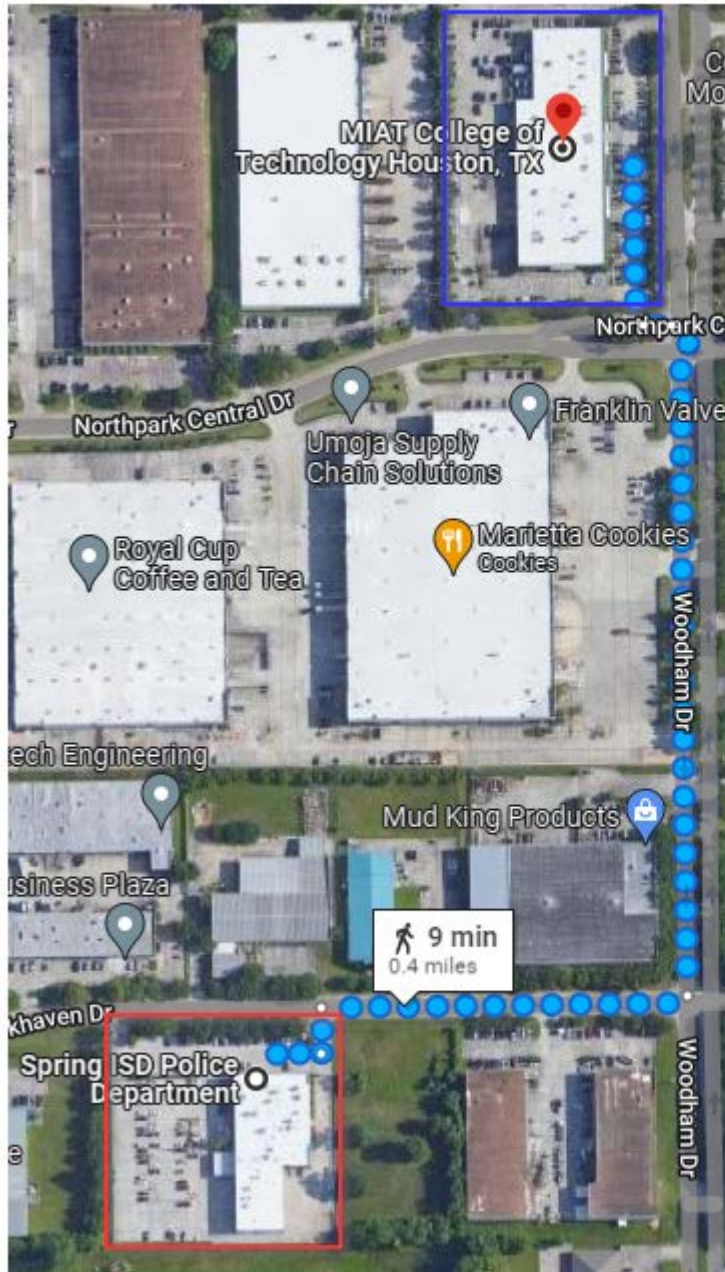 C
Mo
MIAT College of
Technology Houston, TX
Northpark C
Northpark Central Dr
r
Umoja Supply
Chain Solutions
Franklin Valve
Royal Cup
Coffee and Tea
Marietta Cookies
Cookies
Woodham Dr
tech Engineering
Mud King Products
usiness Plaza
9 min
0.4 miles
khaven Dr
Spring ISD Police
Department
Woodham Dr
e